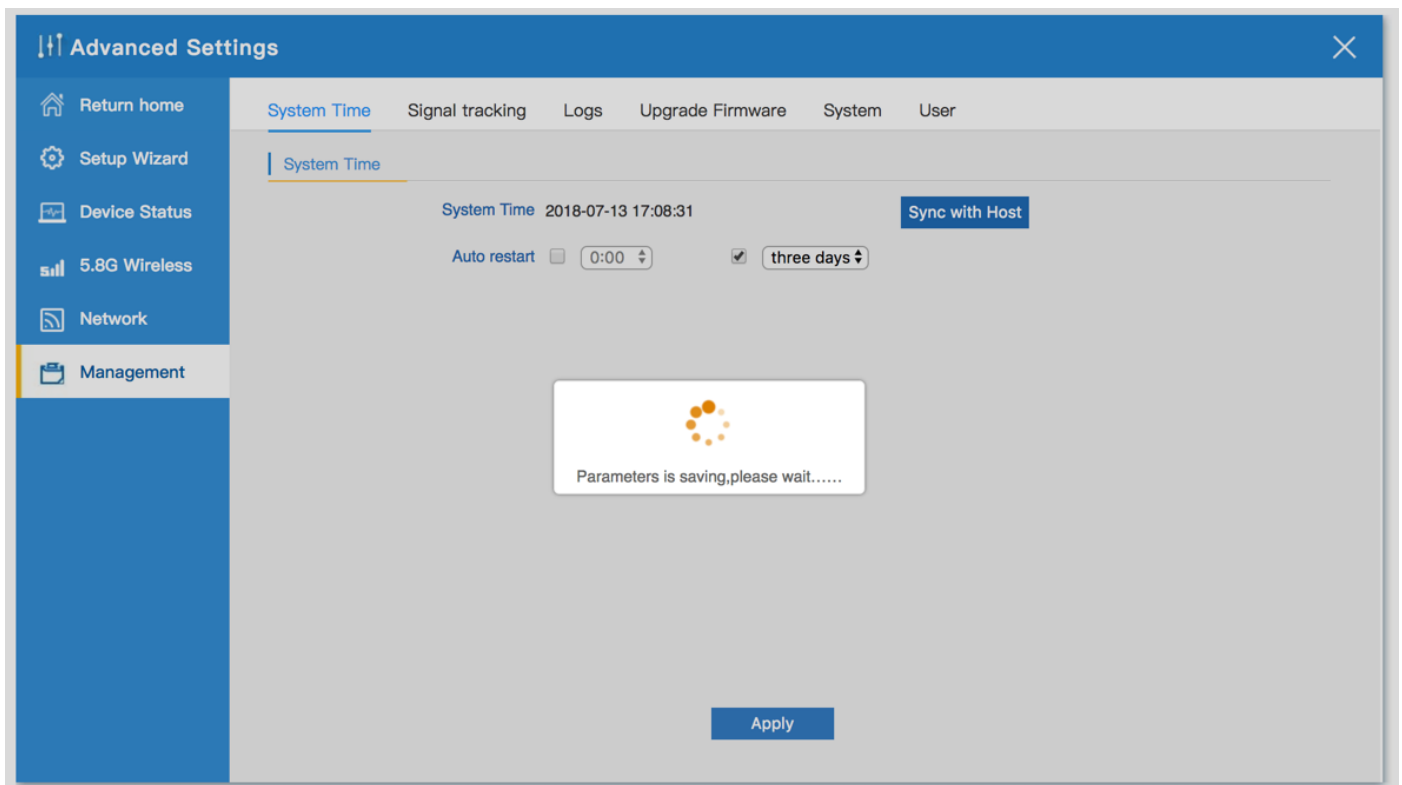 Advanced Settings
Return home
Setup Wizard
Device Status
5.8G Wireless
Network
Management
System Time Signal tracking Logs Upgrade Firmware System User
System Time
System Time 2018-07-13 17:08:31 Sync with Host
Auto restart 0:00 three days
Parameters is saving,please wait......
Apply